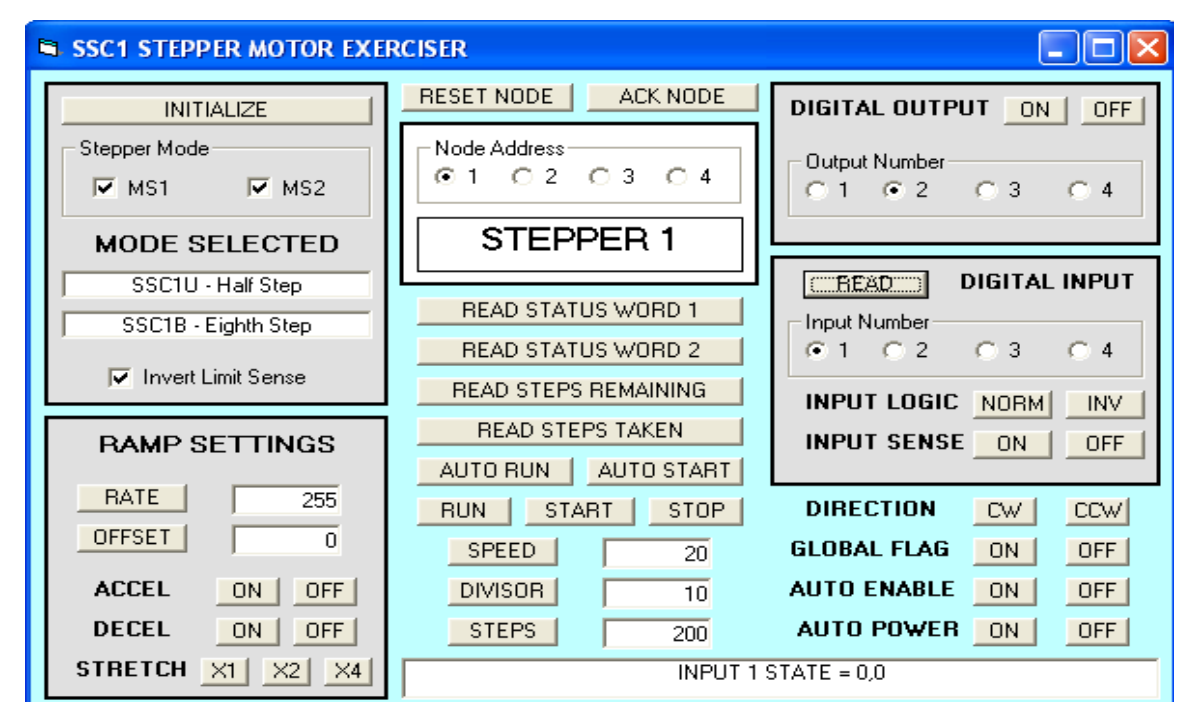 SSC1 STEPPER MOTOR EXERCISER
INITIALIZE
Stepper Mode
MS1 MS2
MODE SELECTED
SSC1U - Half Step
SSC1B - Eighth Step
Invert Limit Sense
RAMP SETTINGS
RATE 255
OFFSET 0
ACCEL ON OFF
DECEL ON OFF
STRETCH X1 X2 X4
RESET NODE ACK NODE
Node Address
1 2 3 4
STEPPER 1
READ STATUS WORD 1
READ STATUS WORD 2
READ STEPS REMAINING
READ STEPS TAKEN
AUTO RUN AUTO START
RUN START STOP
SPEED 20
DIVISOR 10
STEPS 200
DIGITAL OUTPUT ON OFF
Output Number
1 2 3 4
READ DIGITAL INPUT
Input Number
1 2 3 4
INPUT LOGIC NORM INV
INPUT SENSE ON OFF
DIRECTION CW CCW
GLOBAL FLAG ON OFF
AUTO ENABLE ON OFF
AUTO POWER ON OFF
INPUT 1 STATE = 0,0